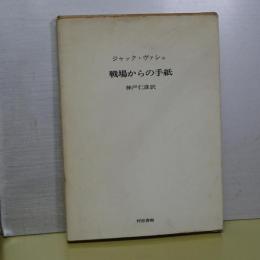 ジャック・ヴァシェ
戦場からの手紙
神戸仁彦訳
村松書館